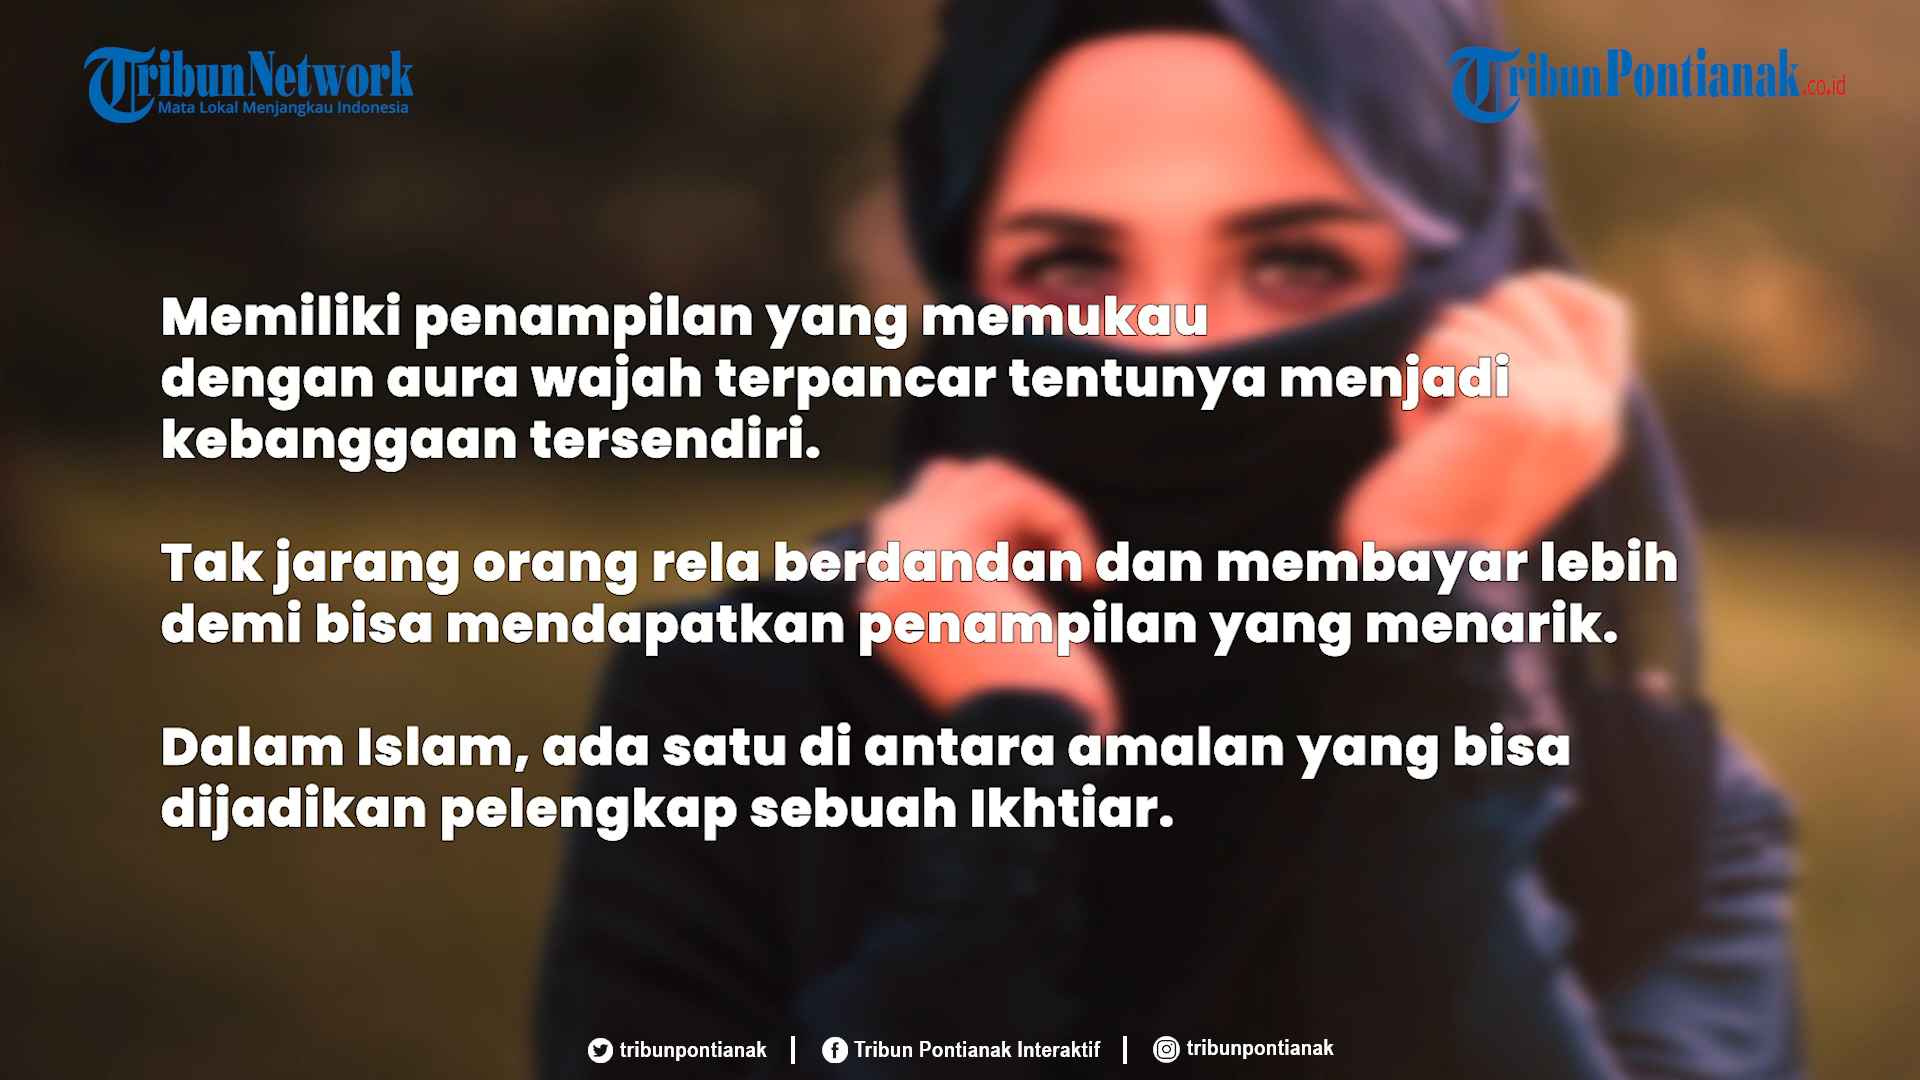 TribunNetwork
Mata Lokal Menjangkau Indonesia
TribunPontianak.co.id
Memiliki penampilan yang memukau
dengan aura wajah terpancar tentunya menjadi
kebanggaan tersendiri.
Tak jarang orang rela berdandan dan membayar lebih
demi bisa mendapatkan penampilan yang menarik.
Dalam Islam, ada satu di antara amalan yang bisa
dijadikan pelengkap sebuah Ikhtiar.
tribunpontianak | Tribun Pontianak Interaktif | tribunpontianak